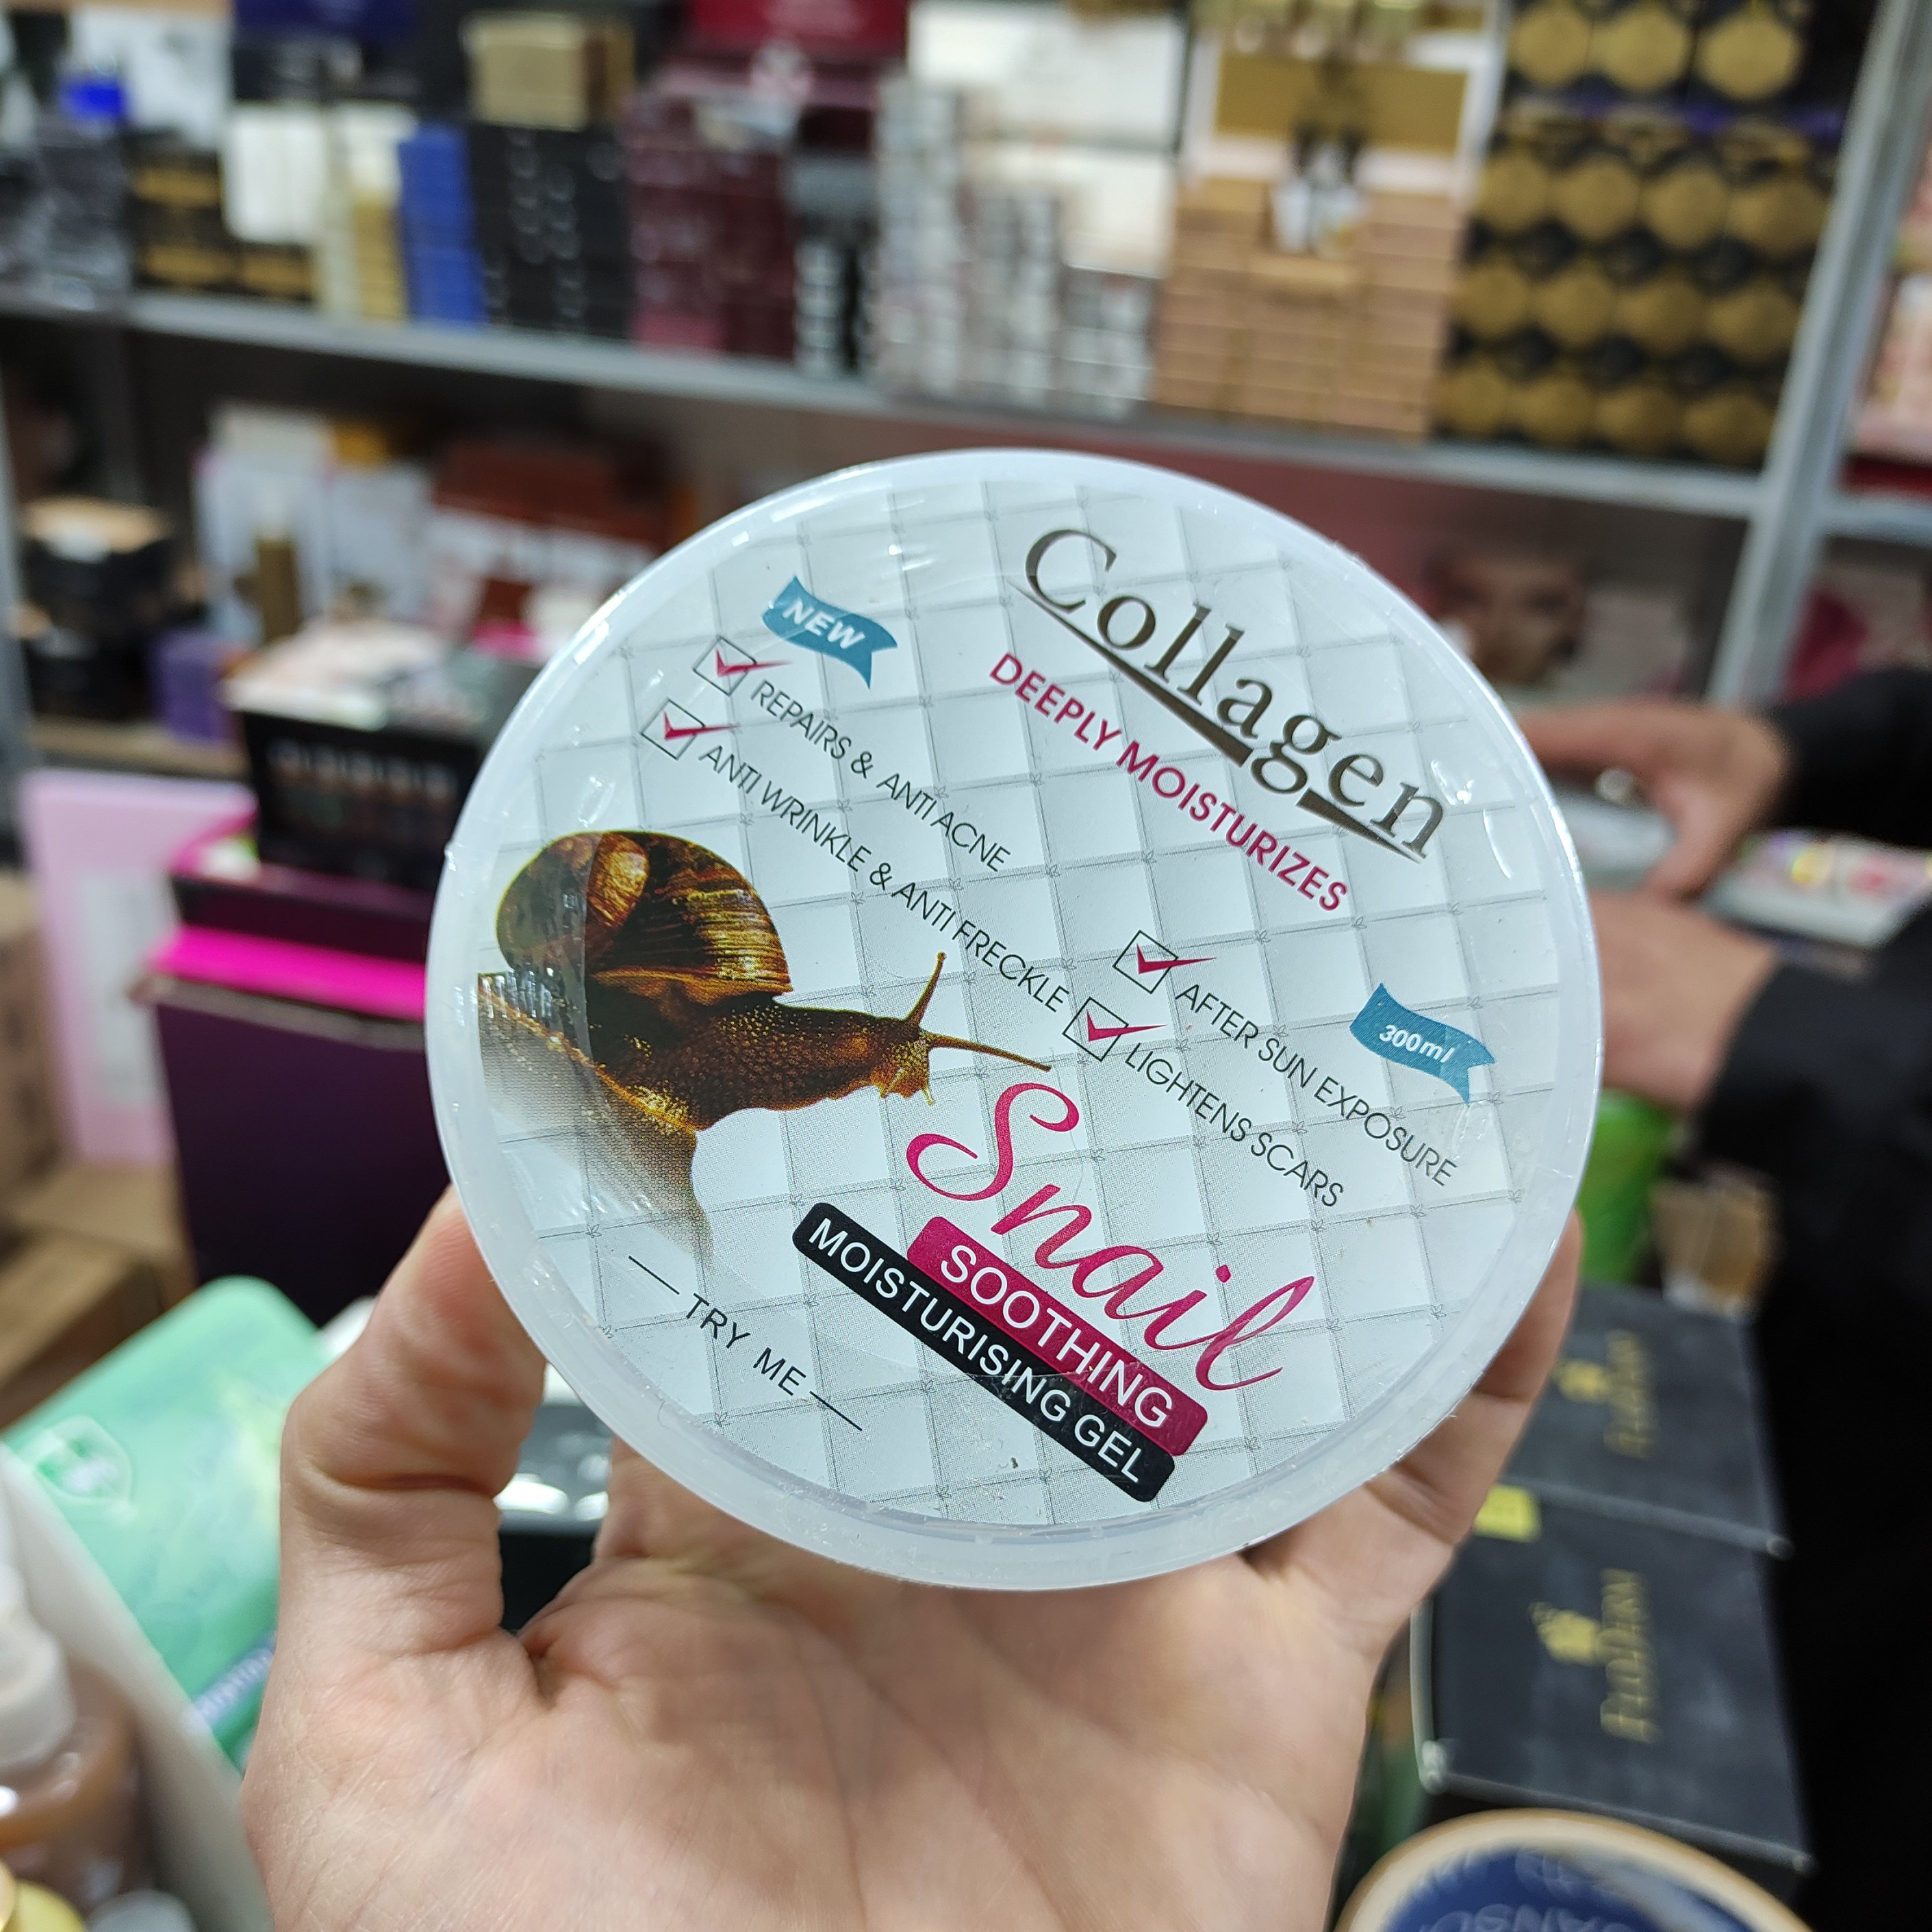 Collagen
DEEPLY MOISTURIZES
NEW
REPAIRS & ANTI ACNE
ANTI WRINKLE & ANTI FRECKLE
AFTER SUN EXPOSURE
LIGHTENS SCARS
300ml
Snail
SOOTHING
MOISTURISING GEL
TRY ME